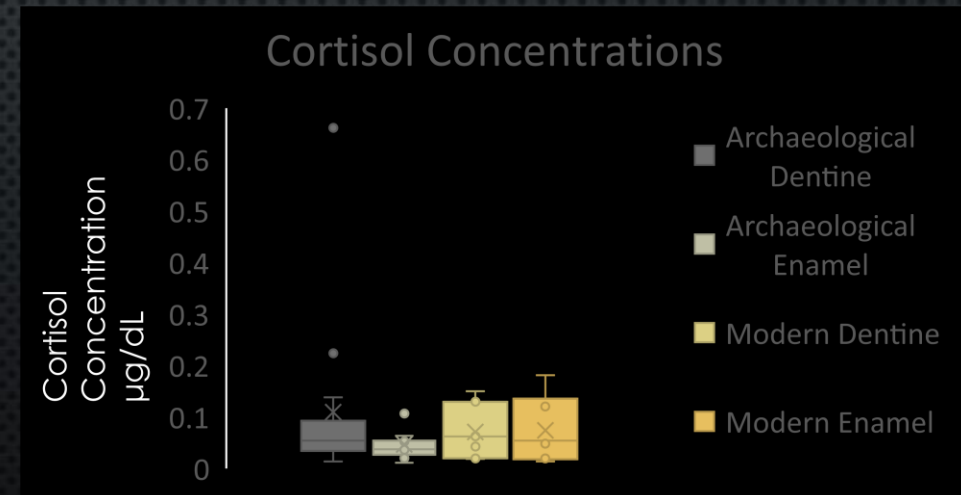 Cortisol Concentrations
Cortisol
Concentration
µg/dL
0.7
0.6
0.5
0.4
0.3
0.2
0.1
0
Archaeological
Dentine
Archaeological
Enamel
Modern Dentine
Modern Enamel